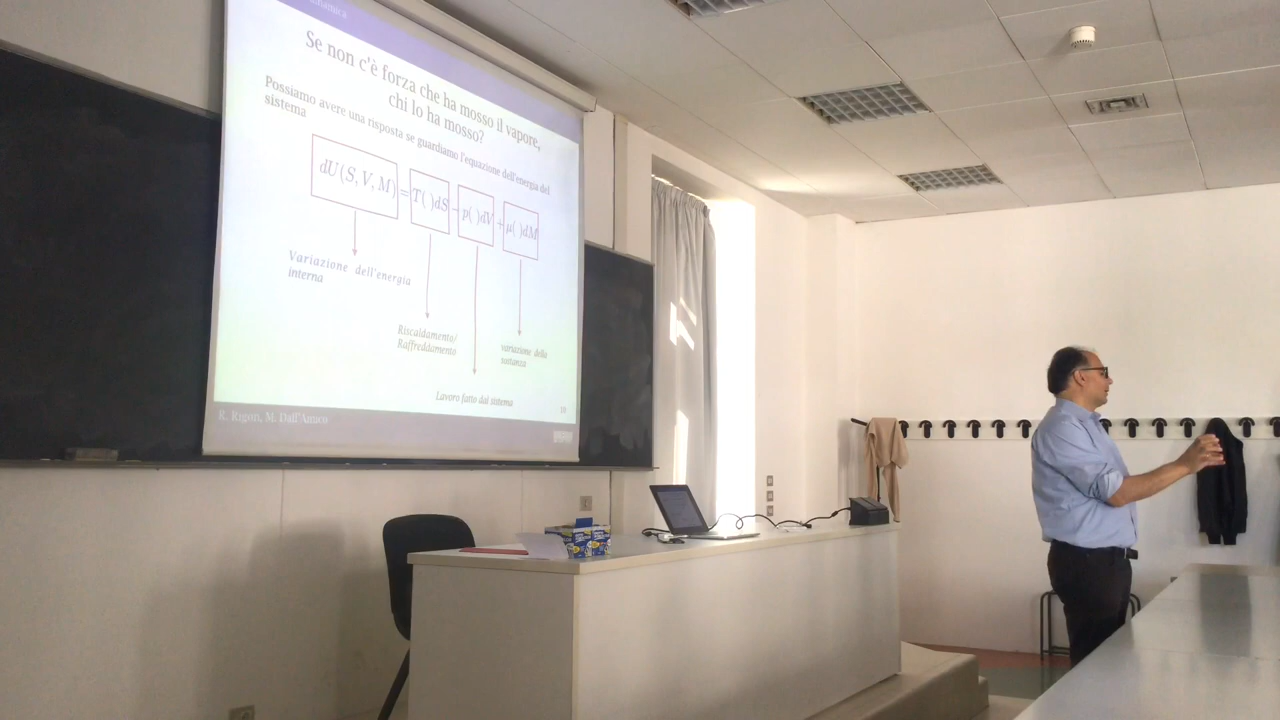 Se non c'è forza che ha mosso il vapore,
chi lo ha mosso?
Possiamo avere una risposta se guardiamo l'equazione dell'energia del
sistema
dU(S, V, M) = T( )dS − p( )dV + μ( )dM
Variazione dell'energia
interna
Riscaldamento/
Raffreddamento
variazione della
sostanza
Lavoro fatto dal sistema
R. Rigon, M. Dall'Amico
10